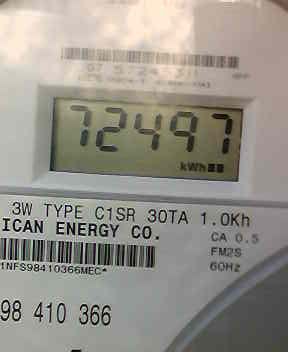 72497
kWh
3W TYPE C1SR 30TA 1.0Kh
ICAN ENERGY CO.
CA 0.5
FM2S
1NFS98410366MEC*
60Hz
98 410 366